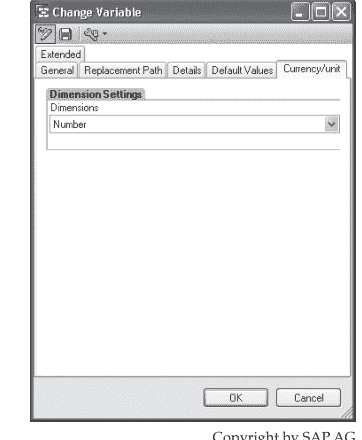 Change Variable
Extended
General Replacement Path Details Default Values Currency/unit
Dimension Settings
Dimensions
Number
OK Cancel
Copyright by SAP AG